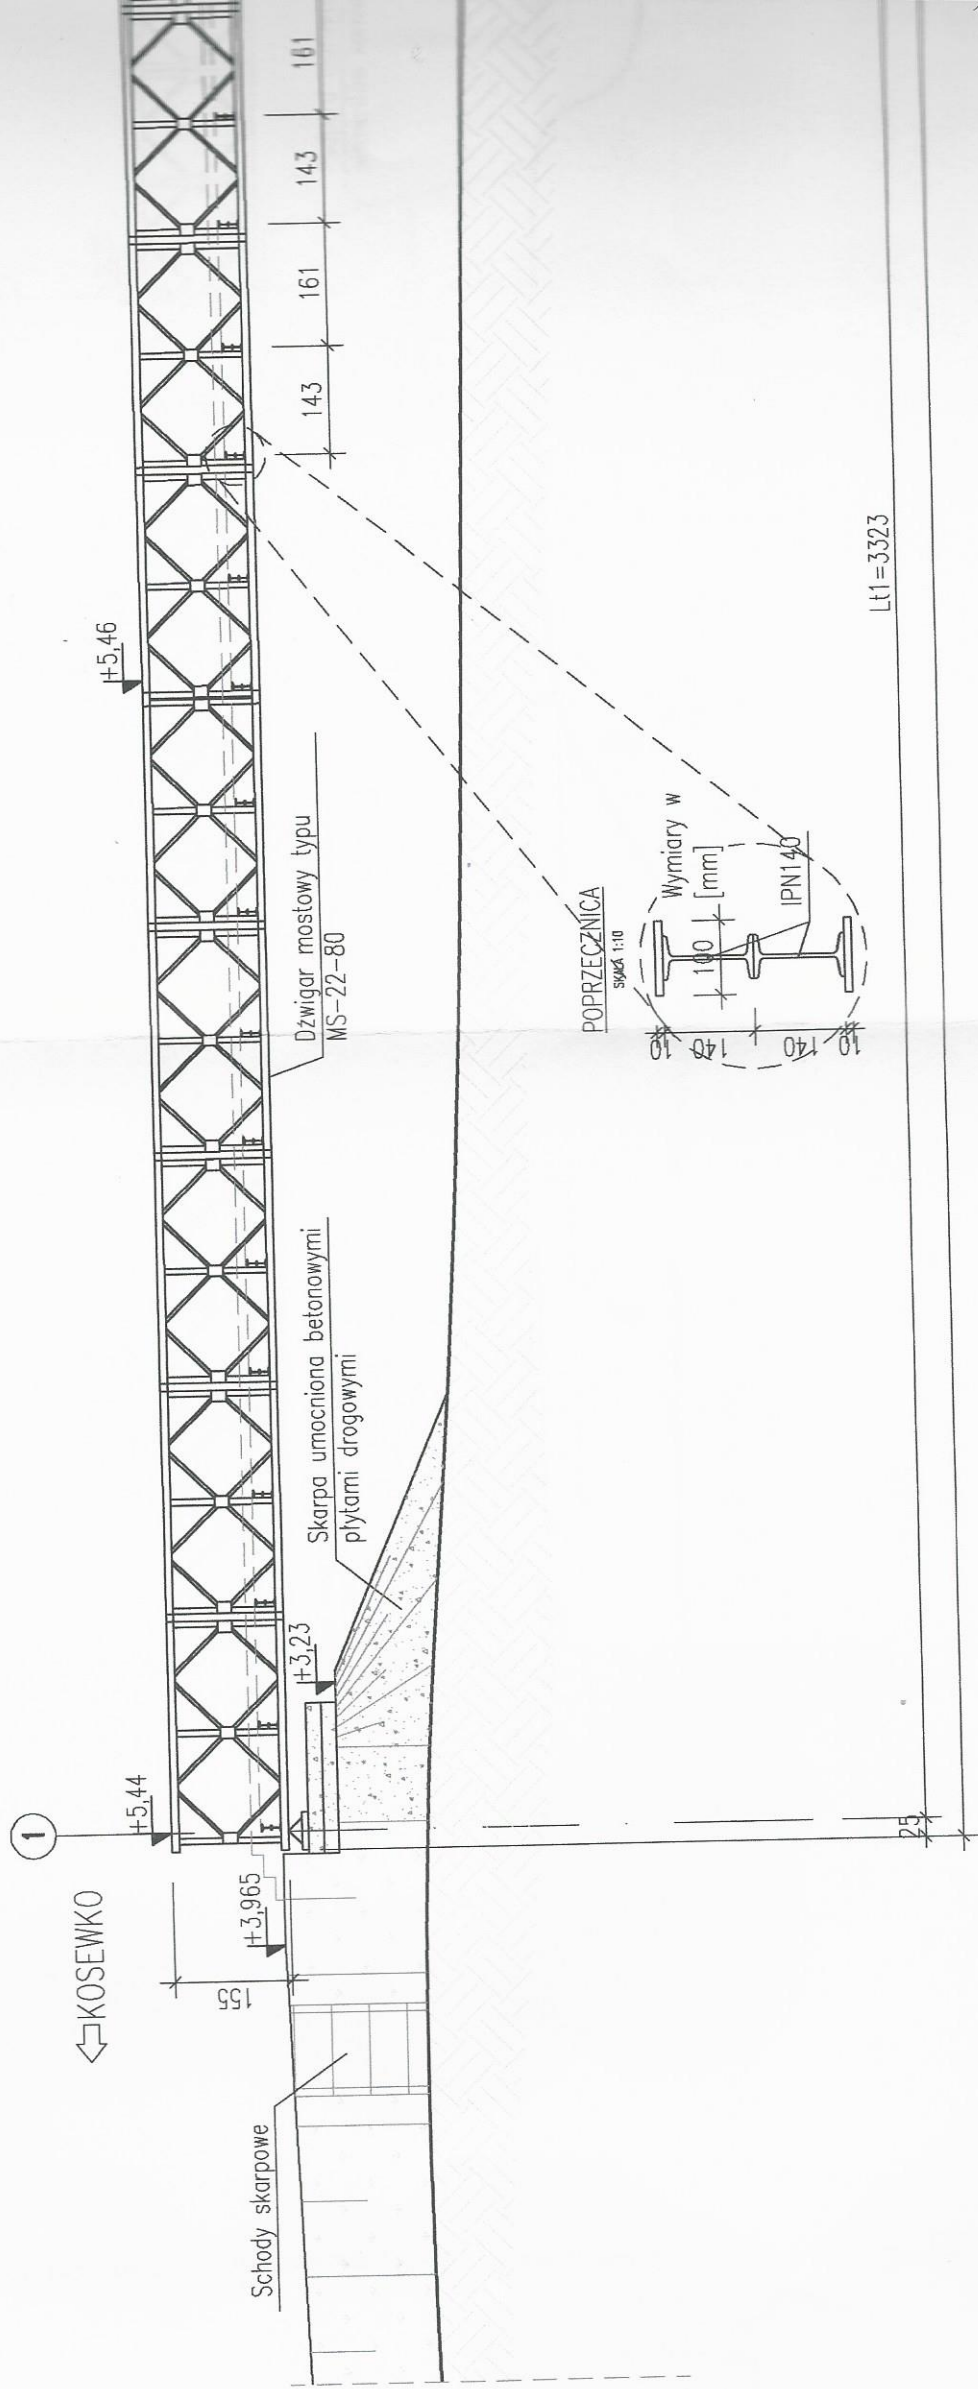 KOSEWKO
1
+5,44
+5,46
155
+3,965
+3,23
Schody skarpowe
Skarpa umocniona betonowymi
płytami drogowymi
Dźwigar mostowy typu
MS-22-80
143
161
143
161
POPRZECZNICA
SKALA 1:10
Wymiary w
[mm]
100
IPN140
10
140
140
10
Lt1=3323
25